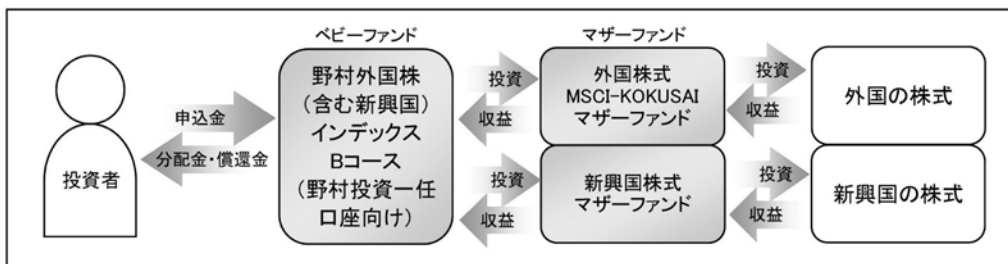 ベビーファンド
マザーファンド
投資者
申込金
分配金・償還金
野村外国株
(含む新興国)
インデックス
Bコース
(野村投資一任
口座向け)
投資
収益
投資
収益
外国株式
MSCI-KOKUSAI
マザーファンド
新興国株式
マザーファンド
投資
収益
投資
収益
外国の株式
新興国の株式